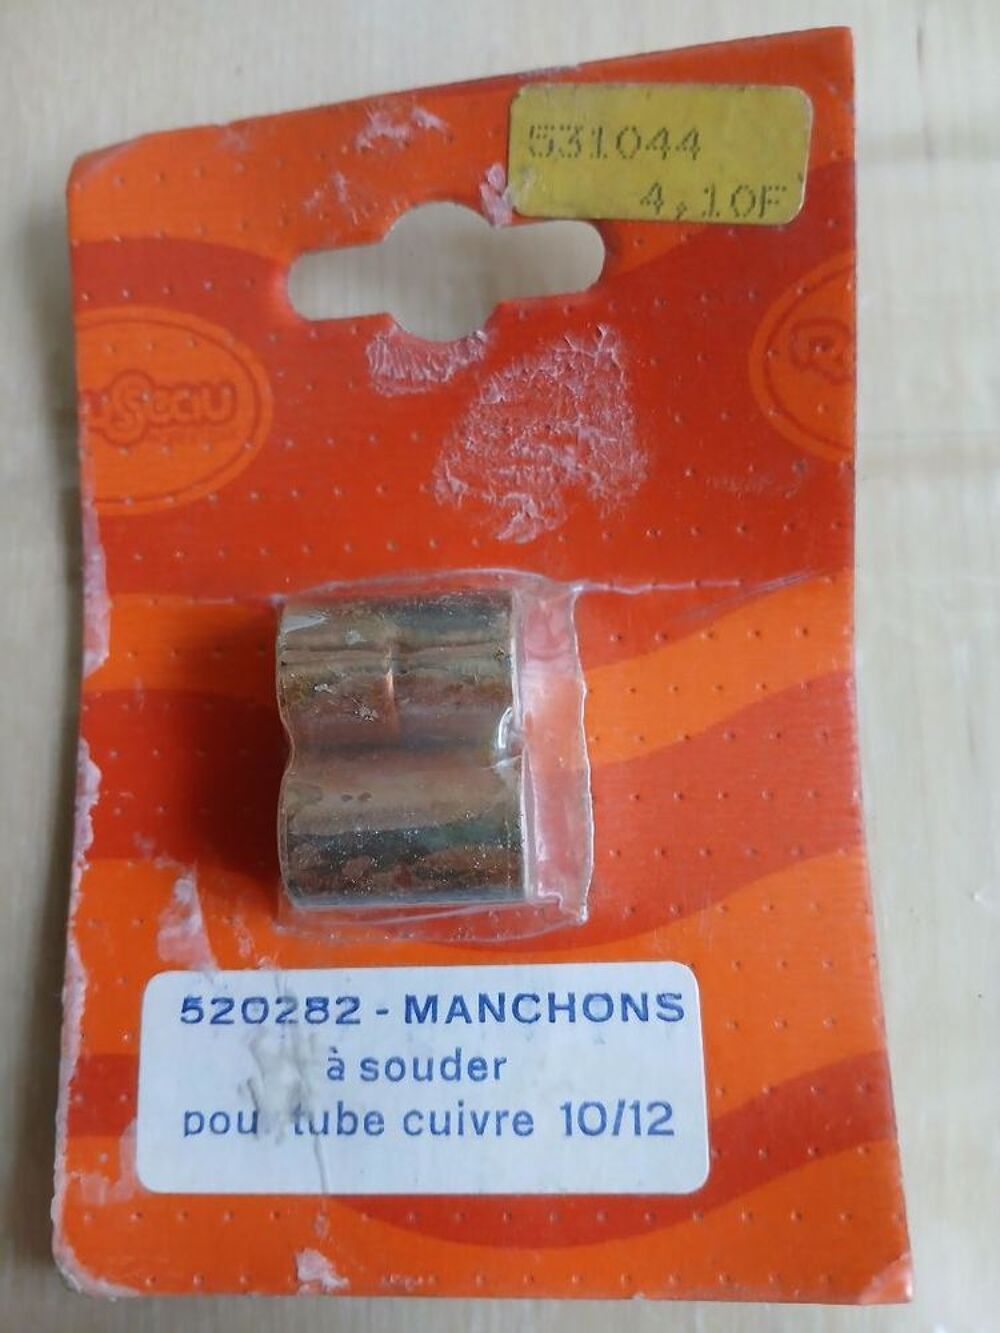 531044
4,10F
520282 - MANCHONS
à souder
pou tube cuivre 10/12